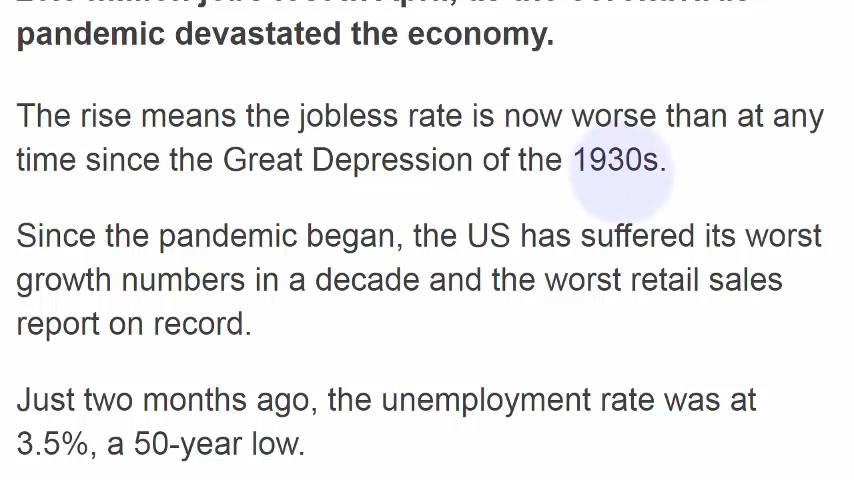 pandemic devastated the economy.
The rise means the jobless rate is now worse than at any
time since the Great Depression of the 1930s.
Since the pandemic began, the US has suffered its worst
growth numbers in a decade and the worst retail sales
report on record.
Just two months ago, the unemployment rate was at
3.5%, a 50-year low.